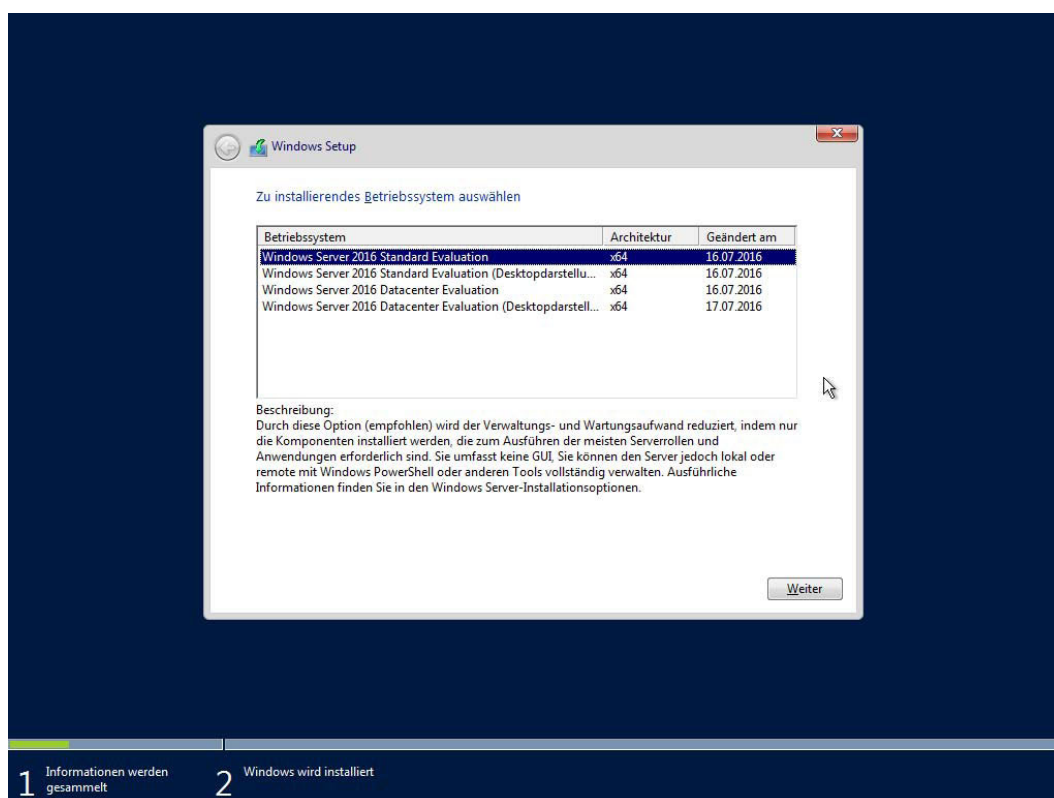 Windows Setup
Zu installierendes Betriebssystem auswählen
Betriebssystem Architektur Geändert am
Windows Server 2016 Standard Evaluation x64 16.07.2016
Windows Server 2016 Standard Evaluation (Desktopdarstellu... x64 16.07.2016
Windows Server 2016 Datacenter Evaluation x64 16.07.2016
Windows Server 2016 Datacenter Evaluation (Desktopdarstell... x64 17.07.2016
Beschreibung:
Durch diese Option (empfohlen) wird der Verwaltungs- und Wartungsaufwand reduziert, indem nur
die Komponenten installiert werden, die zum Ausführen der meisten Serverrollen und
Anwendungen erforderlich sind. Sie umfasst keine GUI, Sie können den Server jedoch lokal oder
remote mit Windows PowerShell oder anderen Tools vollständig verwalten. Ausführliche
Informationen finden Sie in den Windows Server-Installationsoptionen.
Weiter
1 Informationen werden
gesammelt
2 Windows wird installiert